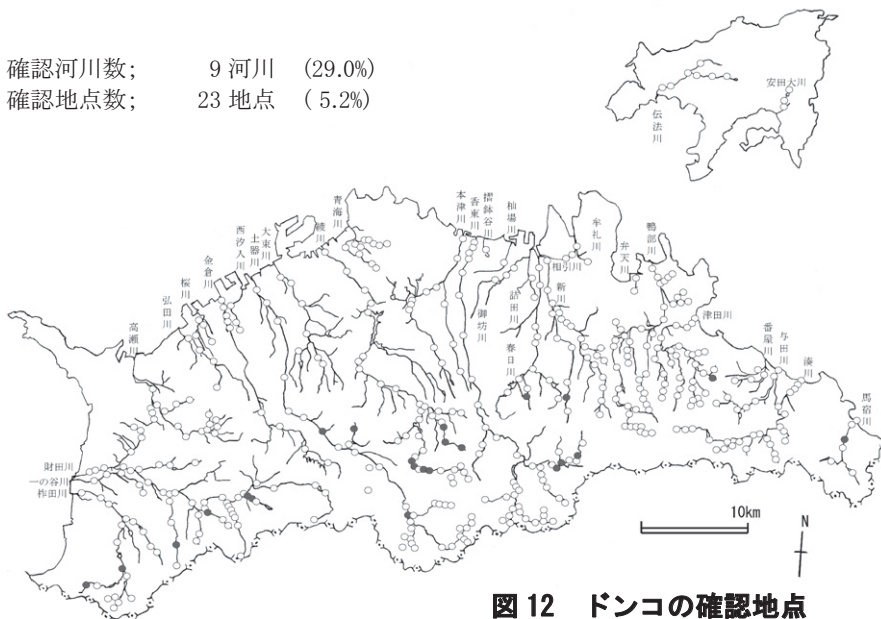 確認河川数; 9 河川 (29.0%)
確認地点数; 23 地点 ( 5.2%)
安田大川
伝法川
青海川
綾川
大束川
土器川
西汐入川
金倉川
桜川
弘田川
高瀬川
本津川
香東川
摺鉢谷川
杣場川
牟礼川
弁天川
鴨部川
相引川
新川
詰田川
御坊川
春日川
津田川
番屋川
与田川
湊川
馬宿川
財田川
一の谷川
柞田川
10km
N
図 12 ドンコの確認地点